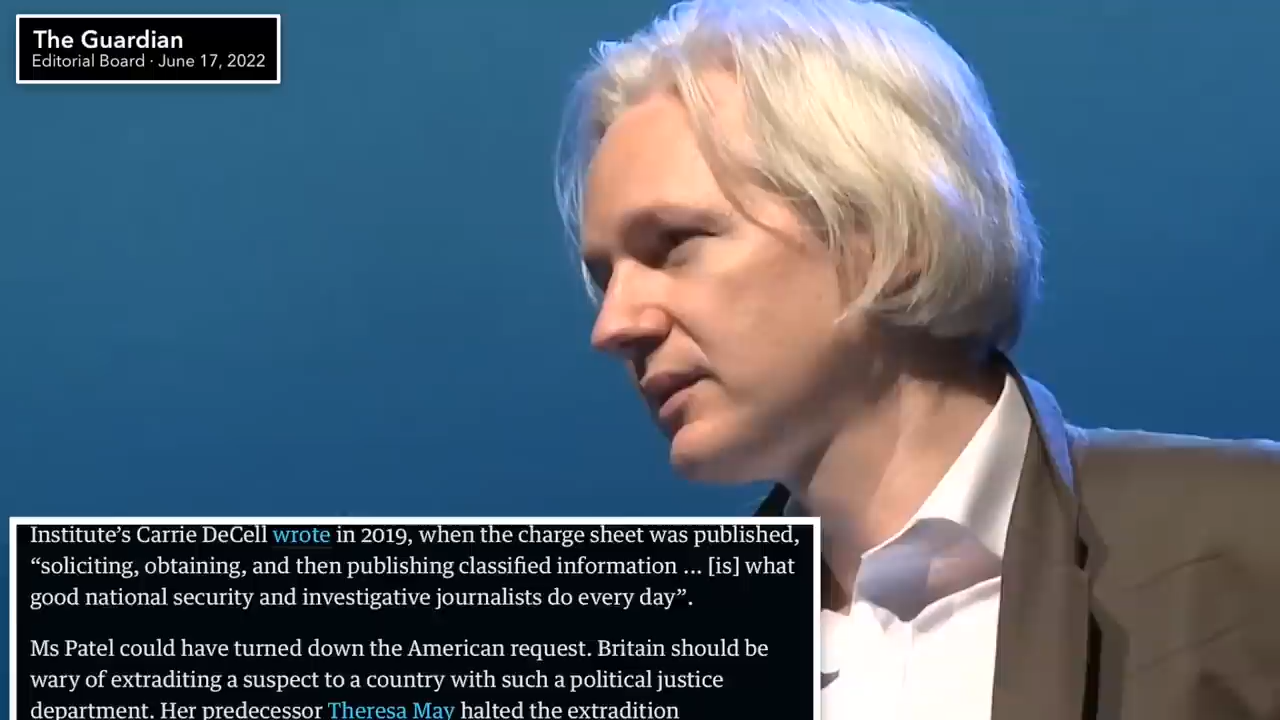 The Guardian
Editorial Board · June 17, 2022
Institute’s Carrie DeCell wrote in 2019, when the charge sheet was published,
“soliciting, obtaining, and then publishing classified information ... [is] what
good national security and investigative journalists do every day”.
Ms Patel could have turned down the American request. Britain should be
wary of extraditing a suspect to a country with such a political justice
department. Her predecessor Theresa May halted the extradition